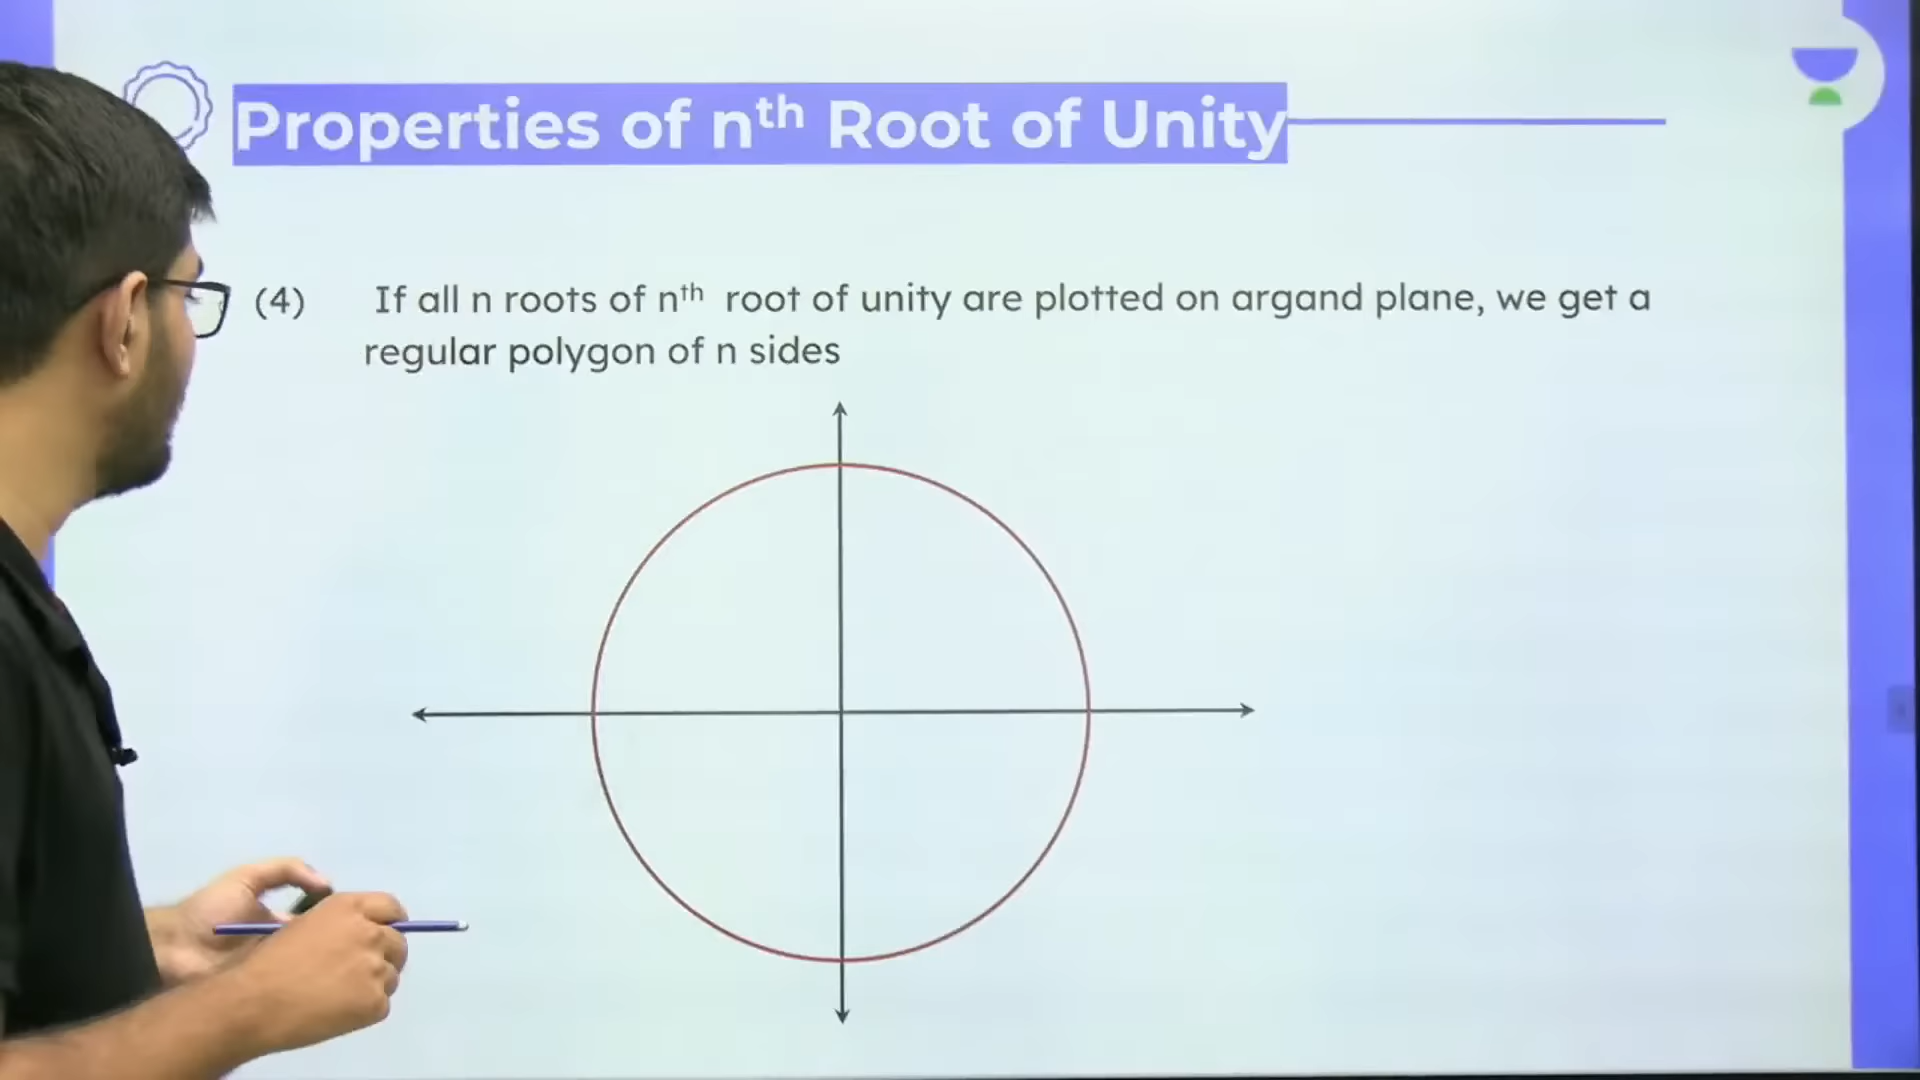 Properties of nᵗʰ Root of Unity
(4) If all n roots of nᵗʰ root of unity are plotted on argand plane, we get a
regular polygon of n sides